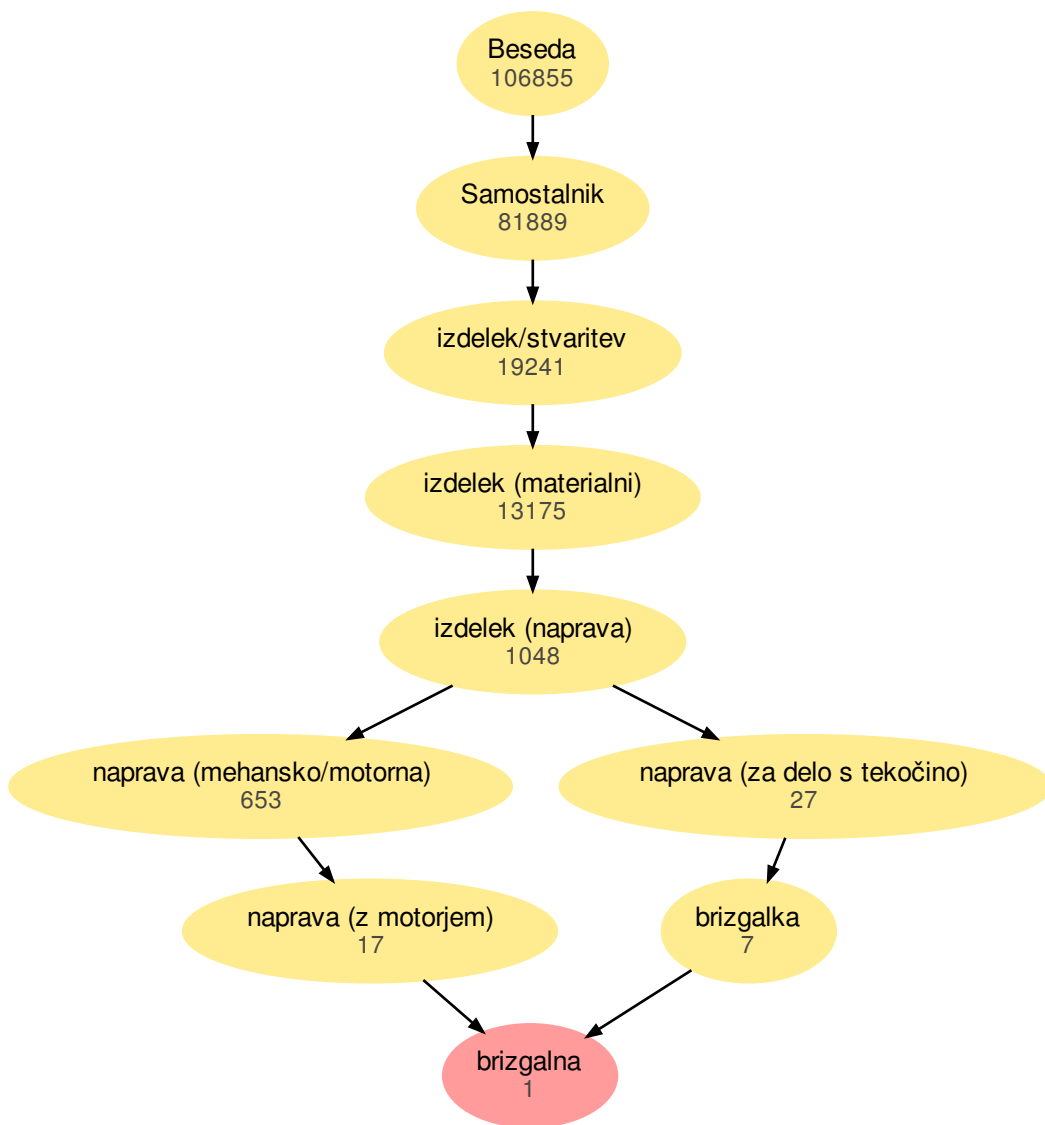 Beseda
106855
Samostalnik
81889
izdelek/stvaritev
19241
izdelek (materialni)
13175
izdelek (naprava)
1048
naprava (mehansko/motorna)
653
naprava (za delo s tekočino)
27
naprava (z motorjem)
17
brizgalka
7
brizgalna
1